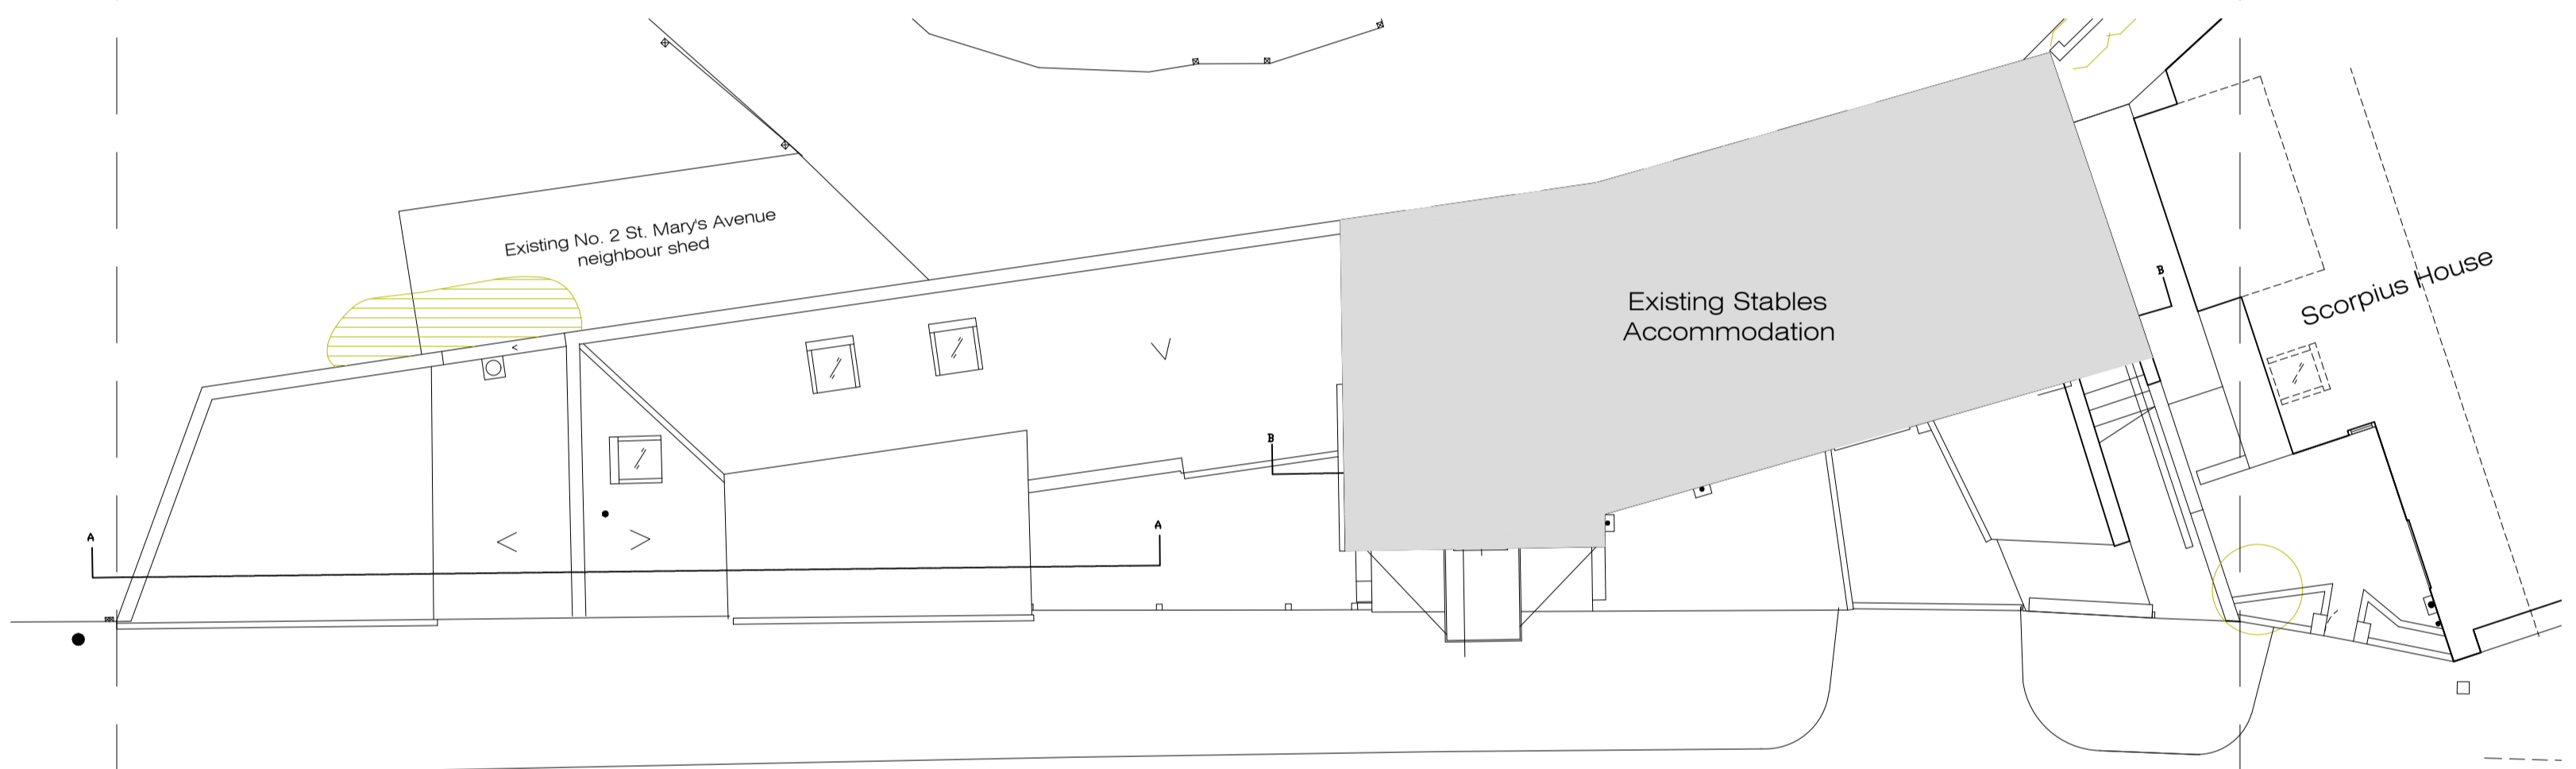 Existing No. 2 St. Mary's Avenue
neighbour shed
Existing Stables
Accommodation
Scorpius House
B
B
A
A